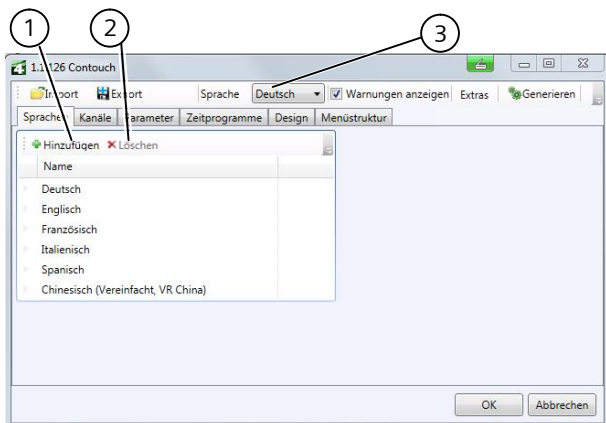 1 2 3
1.1.126 Contouch
Import Export Sprache Deutsch Warnungen anzeigen Extras Generieren
Sprachen Kanäle Parameter Zeitprogramme Design Menüstruktur
Hinzufügen Löschen
Name
Deutsch
Englisch
Französisch
Italienisch
Spanisch
Chinesisch (Vereinfacht, VR China)
OK Abbrechen